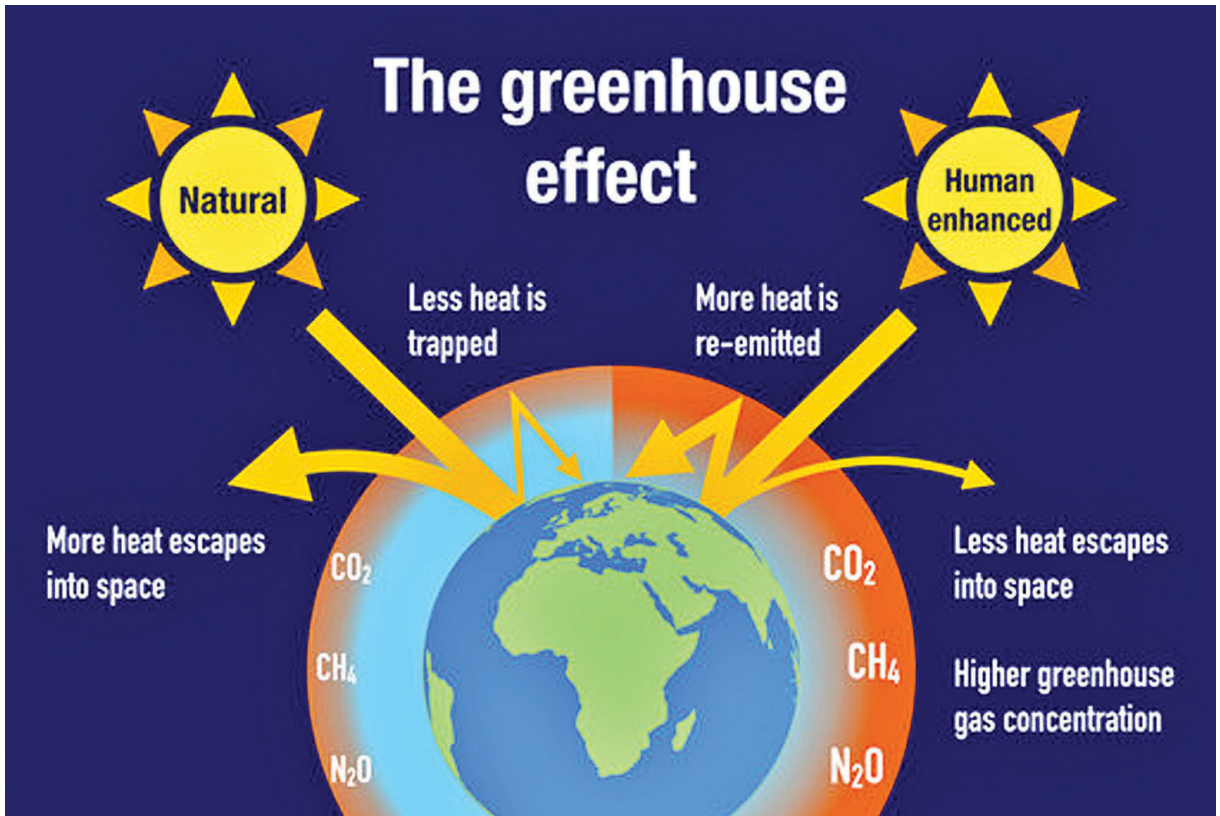 The greenhouse
effect
Natural
Human
enhanced
Less heat is
trapped
More heat is
re-emitted
More heat escapes
into space
Less heat escapes
into space
Higher greenhouse
gas concentration
CO₂
CH₄
N₂O
CO₂
CH₄
N₂O